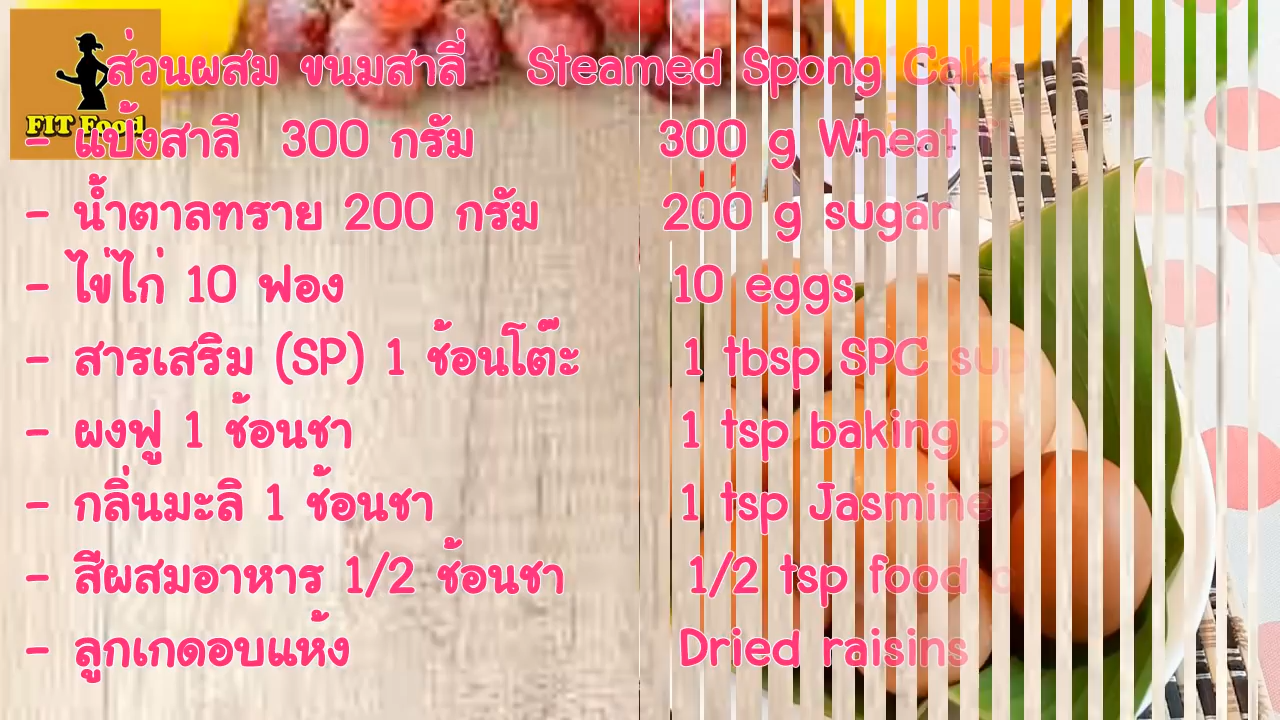 FIT Food
ส่วนผสม ขนมสาลี่ Steamed Spong Cake
- แป้งสาลี 300 กรัม 300 g Wheat
- น้ำตาลทราย 200 กรัม 200 g sugar
- ไข่ไก่ 10 ฟอง 10 eggs
- สารเสริม (SP) 1 ช้อนโต๊ะ 1 tbsp SPC sup
- ผงฟู 1 ช้อนชา 1 tsp baking
- กลิ่นมะลิ 1 ช้อนชา 1 tsp Jasmine
- สีผสมอาหาร 1/2 ช้อนชา 1/2 tsp food
- ลูกเกดอบแห้ง Dried raisins